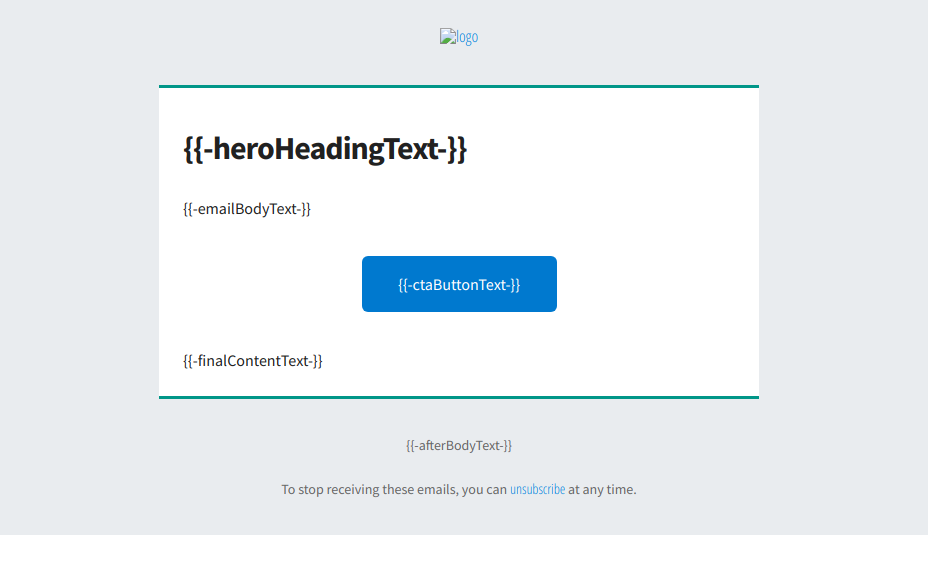 logo
{{-heroHeadingText-}}
{{-emailBodyText-}}
{{-ctaButtonText-}}
{{-finalContentText-}}
{{-afterBodyText-}}
To stop receiving these emails, you can unsubscribe at any time.